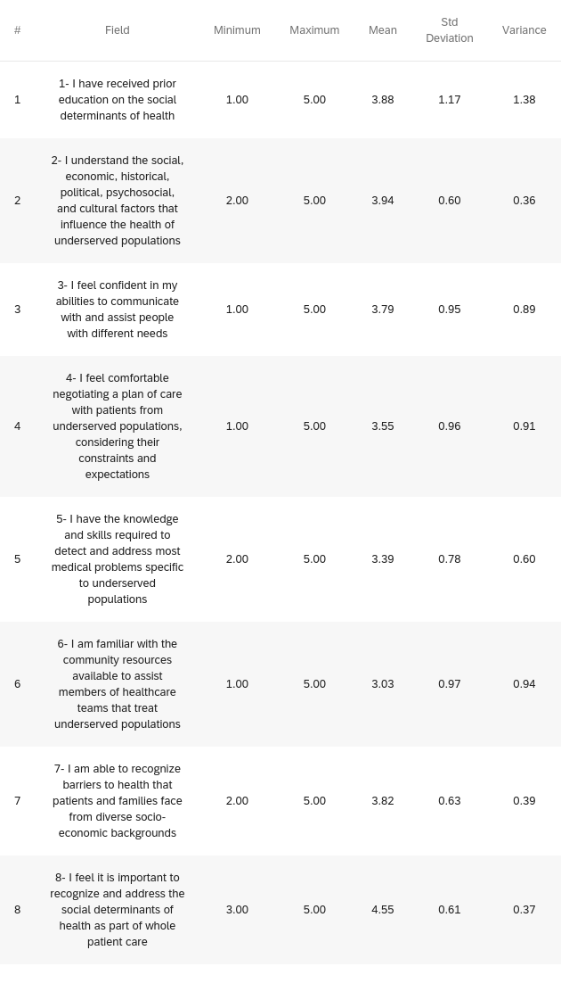 # Field Minimum Maximum Mean Std Deviation Variance
1 1- I have received prior education on the social determinants of health 1.00 5.00 3.88 1.17 1.38
2 2- I understand the social, economic, historical, political, psychosocial, and cultural factors that influence the health of underserved populations 2.00 5.00 3.94 0.60 0.36
3 3- I feel confident in my abilities to communicate with and assist people with different needs 1.00 5.00 3.79 0.95 0.89
4 4- I feel comfortable negotiating a plan of care with patients from underserved populations, considering their constraints and expectations 1.00 5.00 3.55 0.96 0.91
5 5- I have the knowledge and skills required to detect and address most medical problems specific to underserved populations 2.00 5.00 3.39 0.78 0.60
6 6- I am familiar with the community resources available to assist members of healthcare teams that treat underserved populations 1.00 5.00 3.03 0.97 0.94
7 7- I am able to recognize barriers to health that patients and families face from diverse socio-economic backgrounds 2.00 5.00 3.82 0.63 0.39
8 8- I feel it is important to recognize and address the social determinants of health as part of whole patient care 3.00 5.00 4.55 0.61 0.37